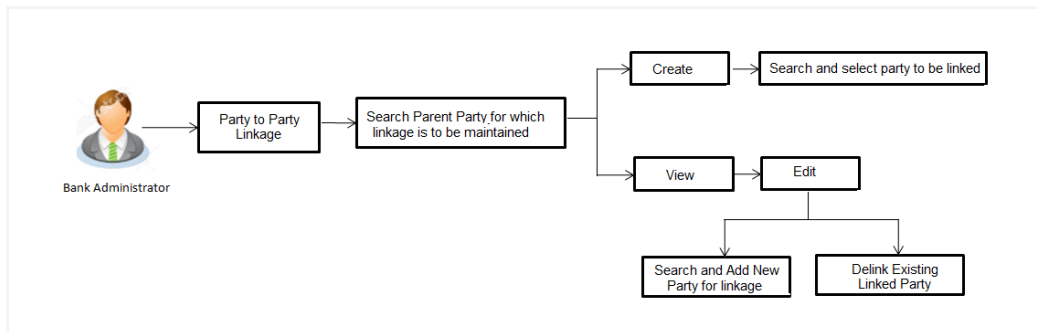 Bank Administrator
Party to Party
Linkage
Search Parent Party for which
linkage is to be maintained
Create
Search and select party to be linked
View
Edit
Search and Add New
Party for linkage
Delink Existing
Linked Party